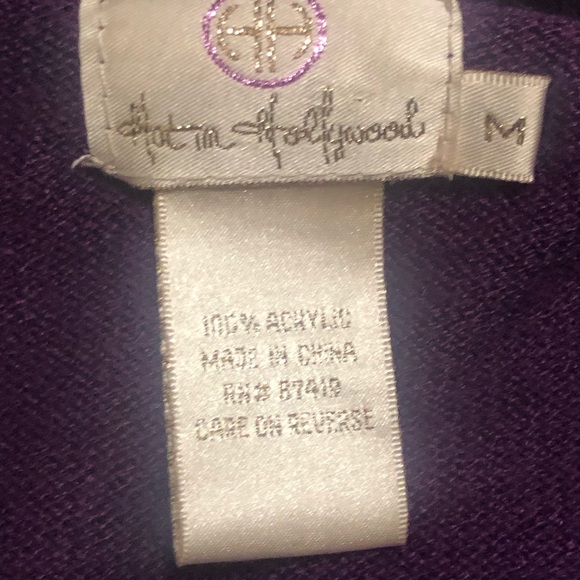 Hot in Hollywood
M
100% ACRYLIC
MADE IN CHINA
RN# 87419
CARE ON REVERSE